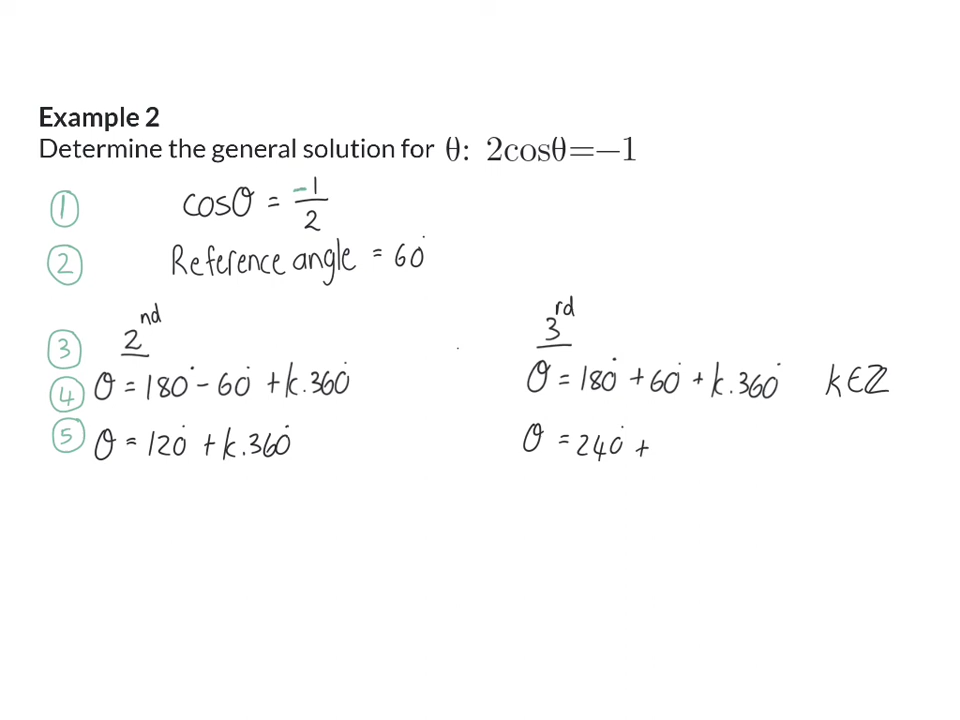 Example 2
Determine the general solution for θ: 2cosθ=−1
① cosθ = -1/2
② Reference angle = 60°
③ 2nd 3rd
④ θ = 180° - 60° + k.360° θ = 180° + 60° + k.360° k∈ℤ
⑤ θ = 120° + k.360° θ = 240° +